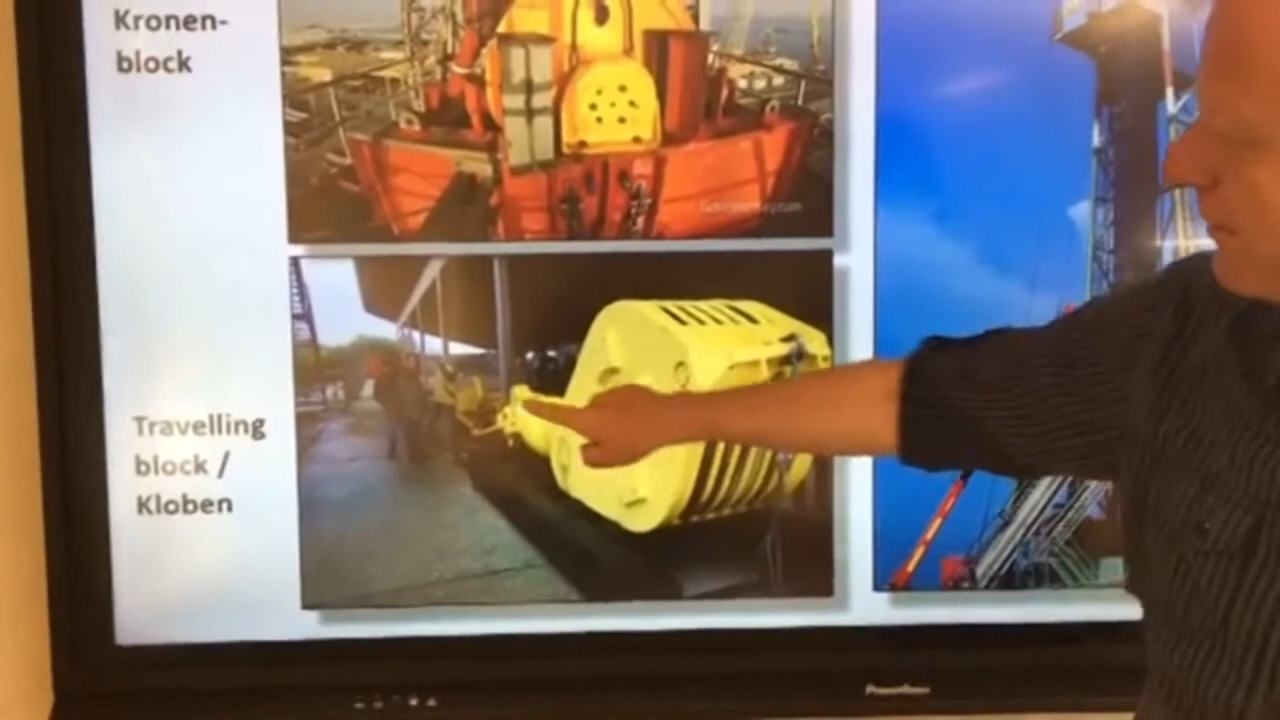 Kronen-
block
Travelling
block /
Kloben